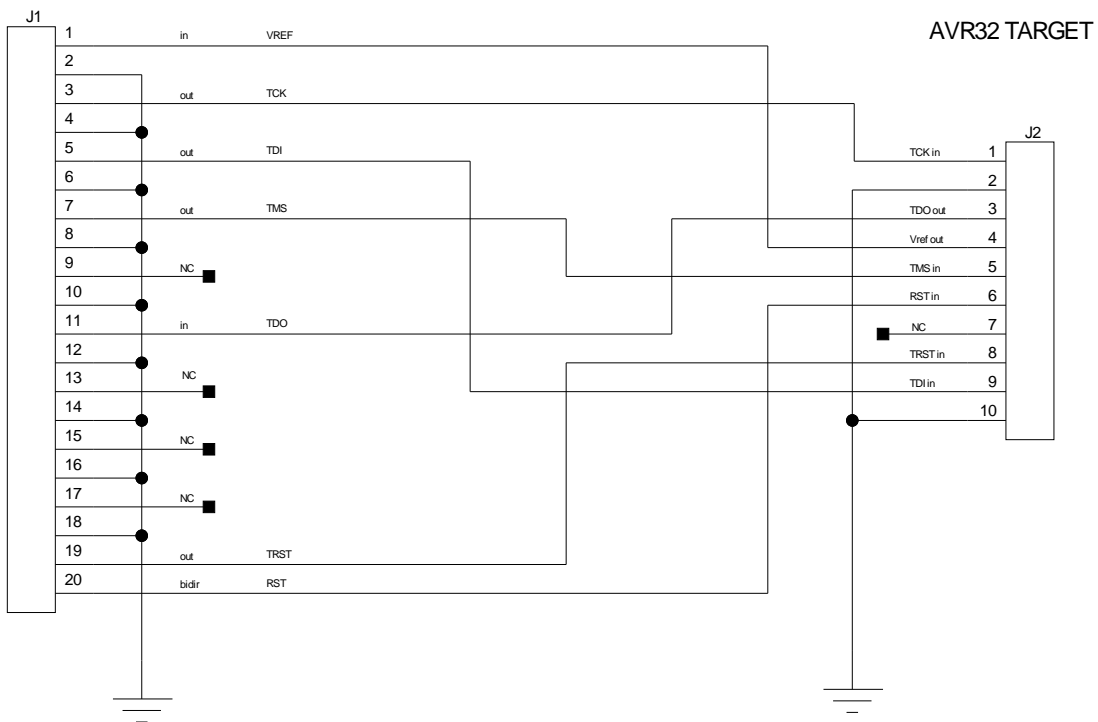 J1
AVR32 TARGET
1 in VREF
2
3 out TCK
4
5 out TDI
6
7 out TMS
8
9 NC
10
11 in TDO
12
13 NC
14
15 NC
16
17 NC
18
19 out TRST
20 bidir RST
J2
TCK in 1
2
TDO out 3
Vref out 4
TMS in 5
RST in 6
NC 7
TRST in 8
TDI in 9
10